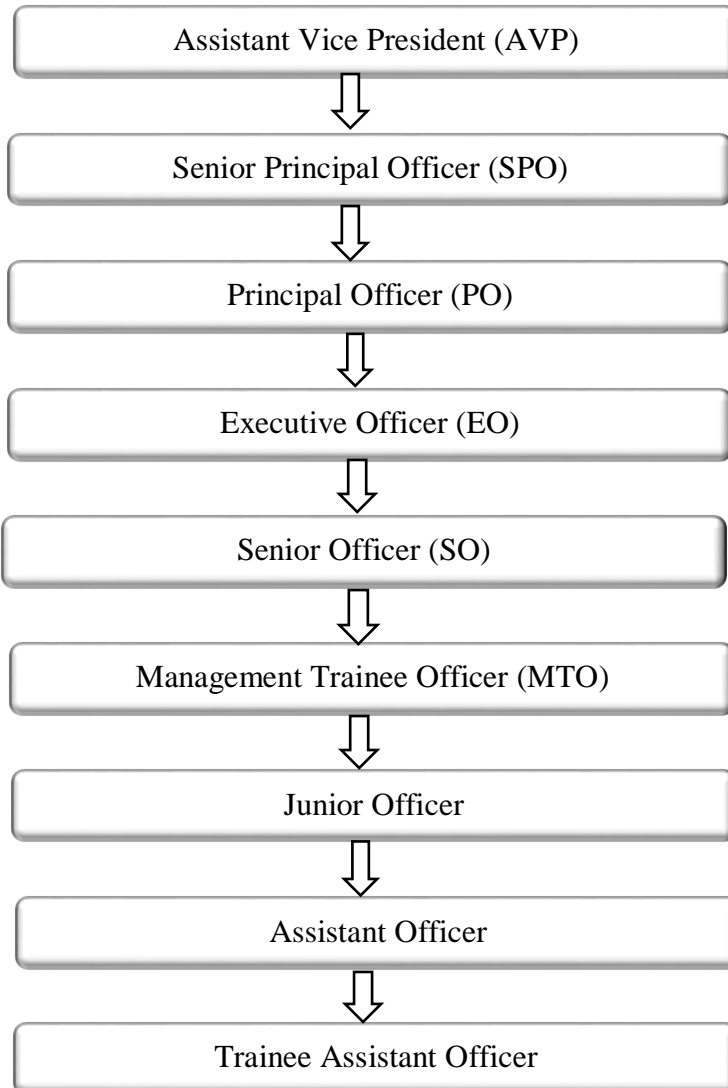 Assistant Vice President (AVP)
Senior Principal Officer (SPO)
Principal Officer (PO)
Executive Officer (EO)
Senior Officer (SO)
Management Trainee Officer (MTO)
Junior Officer
Assistant Officer
Trainee Assistant Officer